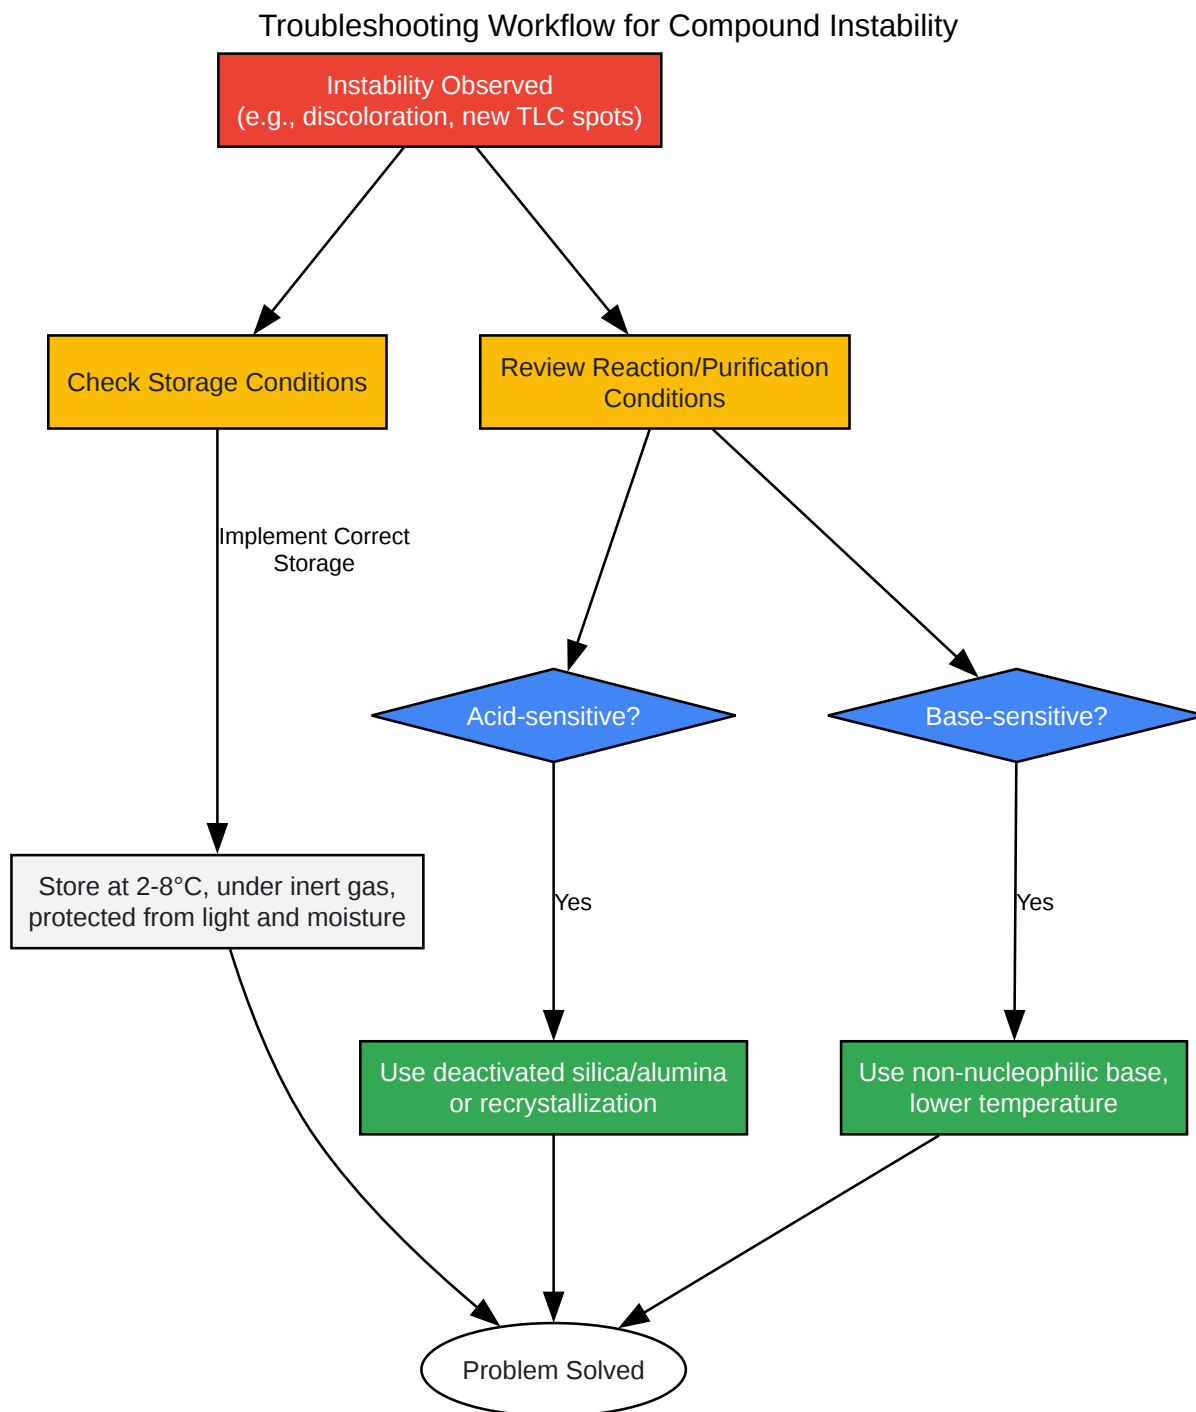 Troubleshooting Workflow for Compound Instability
Instability Observed
(e.g., discoloration, new TLC spots)
Check Storage Conditions
Review Reaction/Purification
Conditions
Implement Correct
Storage
Acid-sensitive?
Base-sensitive?
Store at 2-8°C, under inert gas,
protected from light and moisture
Yes
Yes
Use deactivated silica/alumina
or recrystallization
Use non-nucleophilic base,
lower temperature
Problem Solved